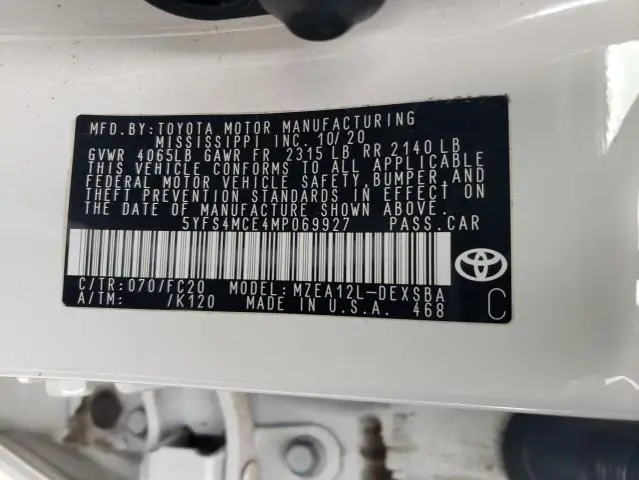 MFD.BY:TOYOTA MOTOR MANUFACTURING
MISSISSIPPI INC. 10/20
GVWR 4065LB GAWR FR 2315LB RR 2140LB
THIS VEHICLE CONFORMS TO ALL APPLICABLE
FEDERAL MOTOR VEHICLE SAFETY,BUMPER,AND
THEFT PREVENTION STANDARDS IN EFFECT ON
THE DATE OF MANUFACTURE SHOWN ABOVE.
5YFS4MCE4MP069927 PASS.CAR
C/TR:070/FC20 MODEL:MZEA12L-DEXSBA
A/TM: /K120 MADE IN U.S.A. 468
C